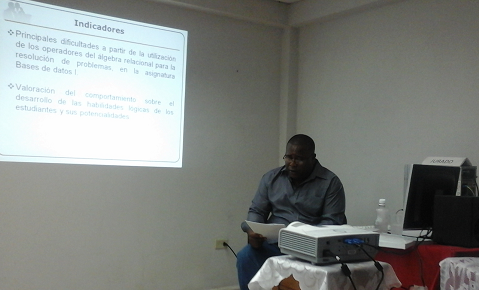 Indicadores
❖Principales dificultades a parte de la utilización
de los operadores del álgebra relacional para la
resolución de problemas, en la asignatura
Bases de datos I
❖Valoración del comportamiento sobre el
desarrollo de las habilidades lógicas de los
estudiantes y sus potencialidades
JURADO